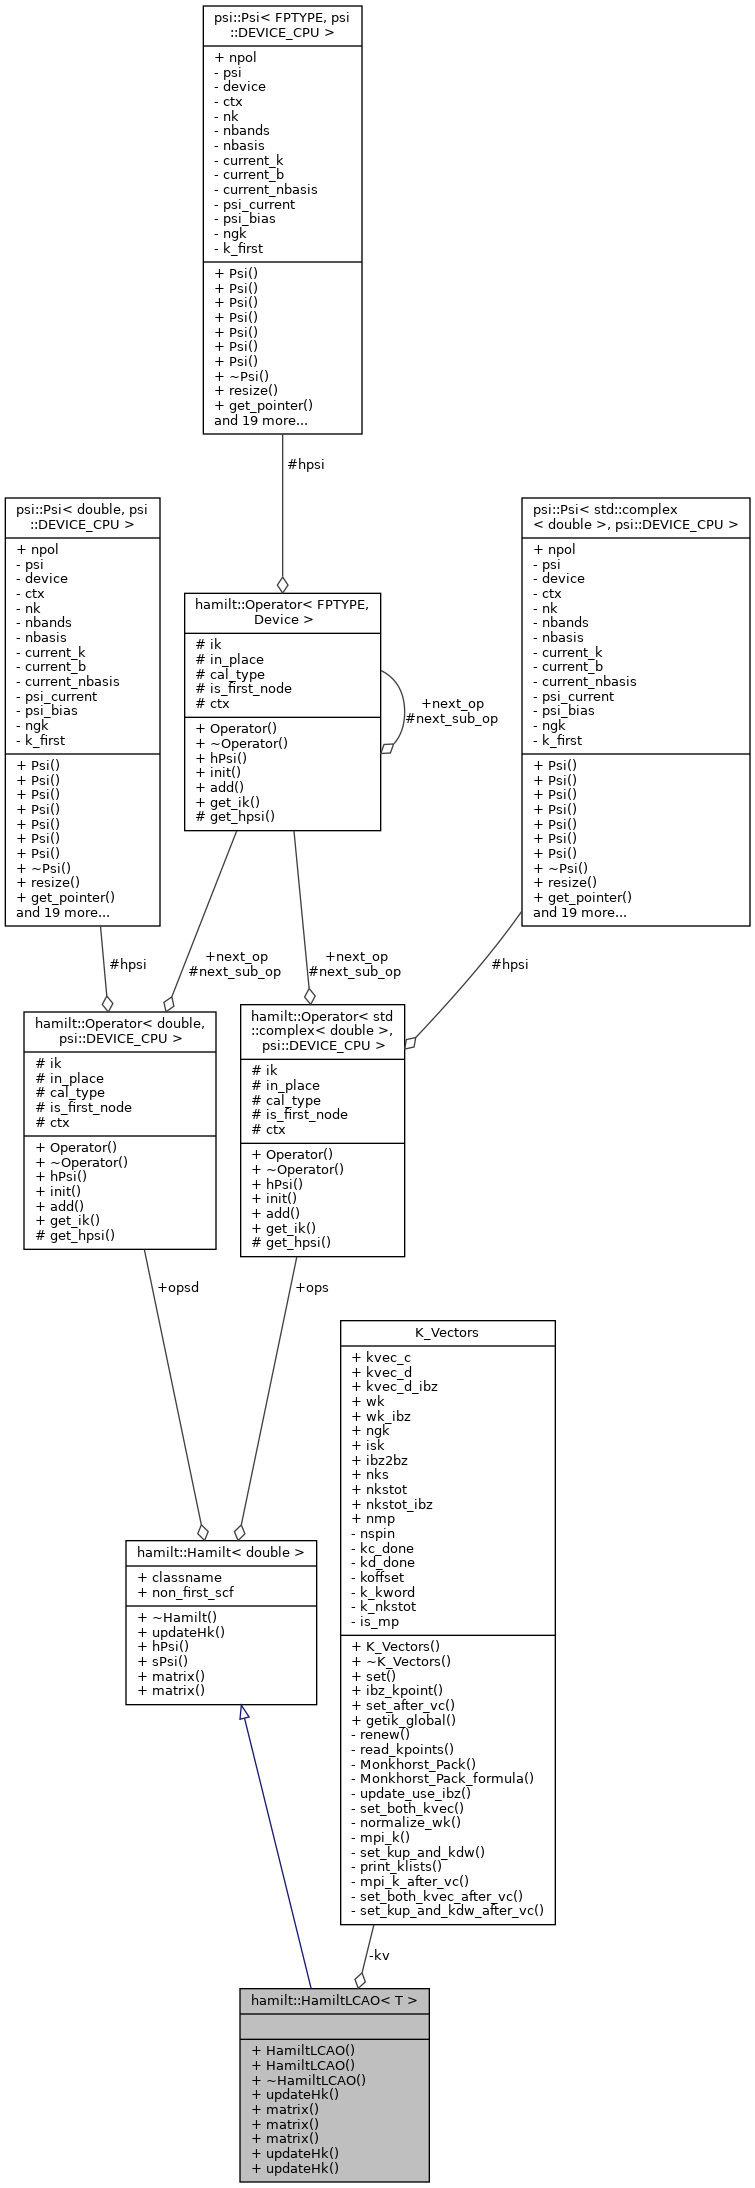 psi::Psi< FPTYPE, psi
::DEVICE_CPU >
+ npol
- psi
- device
- ctx
- nk
- nbands
- nbasis
- current_k
- current_b
- current_nbasis
- psi_current
- psi_bias
- ngk
- k_first
+ Psi()
+ Psi()
+ Psi()
+ Psi()
+ Psi()
+ Psi()
+ Psi()
+ ~Psi()
+ resize()
+ get_pointer()
and 19 more...
#hpsi
psi::Psi< double, psi
::DEVICE_CPU >
+ npol
- psi
- device
- ctx
- nk
- nbands
- nbasis
- current_k
- current_b
- current_nbasis
- psi_current
- psi_bias
- ngk
- k_first
+ Psi()
+ Psi()
+ Psi()
+ Psi()
+ Psi()
+ Psi()
+ Psi()
+ ~Psi()
+ resize()
+ get_pointer()
and 19 more...
hamilt::Operator< FPTYPE,
Device >
# ik
# in_place
# cal_type
# is_first_node
# ctx
+ Operator()
+ ~Operator()
+ hPsi()
+ init()
+ add()
+ get_ik()
# get_hpsi()
+next_op
#next_sub_op
psi::Psi< std::complex
< double >, psi::DEVICE_CPU >
+ npol
- psi
- device
- ctx
- nk
- nbands
- nbasis
- current_k
- current_b
- current_nbasis
- psi_current
- psi_bias
- ngk
- k_first
+ Psi()
+ Psi()
+ Psi()
+ Psi()
+ Psi()
+ Psi()
+ Psi()
+ ~Psi()
+ resize()
+ get_pointer()
and 19 more...
#hpsi
+next_op
#next_sub_op
+next_op
#next_sub_op
#hpsi
hamilt::Operator< double,
psi::DEVICE_CPU >
# ik
# in_place
# cal_type
# is_first_node
# ctx
+ Operator()
+ ~Operator()
+ hPsi()
+ init()
+ add()
+ get_ik()
# get_hpsi()
hamilt::Operator< std
::complex< double >,
psi::DEVICE_CPU >
# ik
# in_place
# cal_type
# is_first_node
# ctx
+ Operator()
+ ~Operator()
+ hPsi()
+ init()
+ add()
+ get_ik()
# get_hpsi()
+opsd
+ops
K_Vectors
+ kvec_c
+ kvec_d
+ kvec_d_ibz
+ wk
+ wk_ibz
+ ngk
+ isk
+ ibz2bz
+ nks
+ nkstot
+ nkstot_ibz
+ nmp
- nspin
- kc_done
- kd_done
- koffset
- k_kword
- k_nkstot
- is_mp
+ K_Vectors()
+ ~K_Vectors()
+ set()
+ ibz_kpoint()
+ set_after_vc()
+ getik_global()
- renew()
- read_kpoints()
- Monkhorst_Pack()
- Monkhorst_Pack_formula()
- update_use_ibz()
- set_both_kvec()
- normalize_wk()
- mpi_k()
- set_kup_and_kdw()
- print_klists()
- mpi_k_after_vc()
- set_both_kvec_after_vc()
- set_kup_and_kdw_after_vc()
hamilt::Hamilt< double >
+ classname
+ non_first_scf
+ ~Hamilt()
+ updateHk()
+ hPsi()
+ sPsi()
+ matrix()
+ matrix()
-kv
hamilt::HamiltLCAO< T >
+ HamiltLCAO()
+ HamiltLCAO()
+ ~HamiltLCAO()
+ updateHk()
+ matrix()
+ matrix()
+ matrix()
+ updateHk()
+ updateHk()